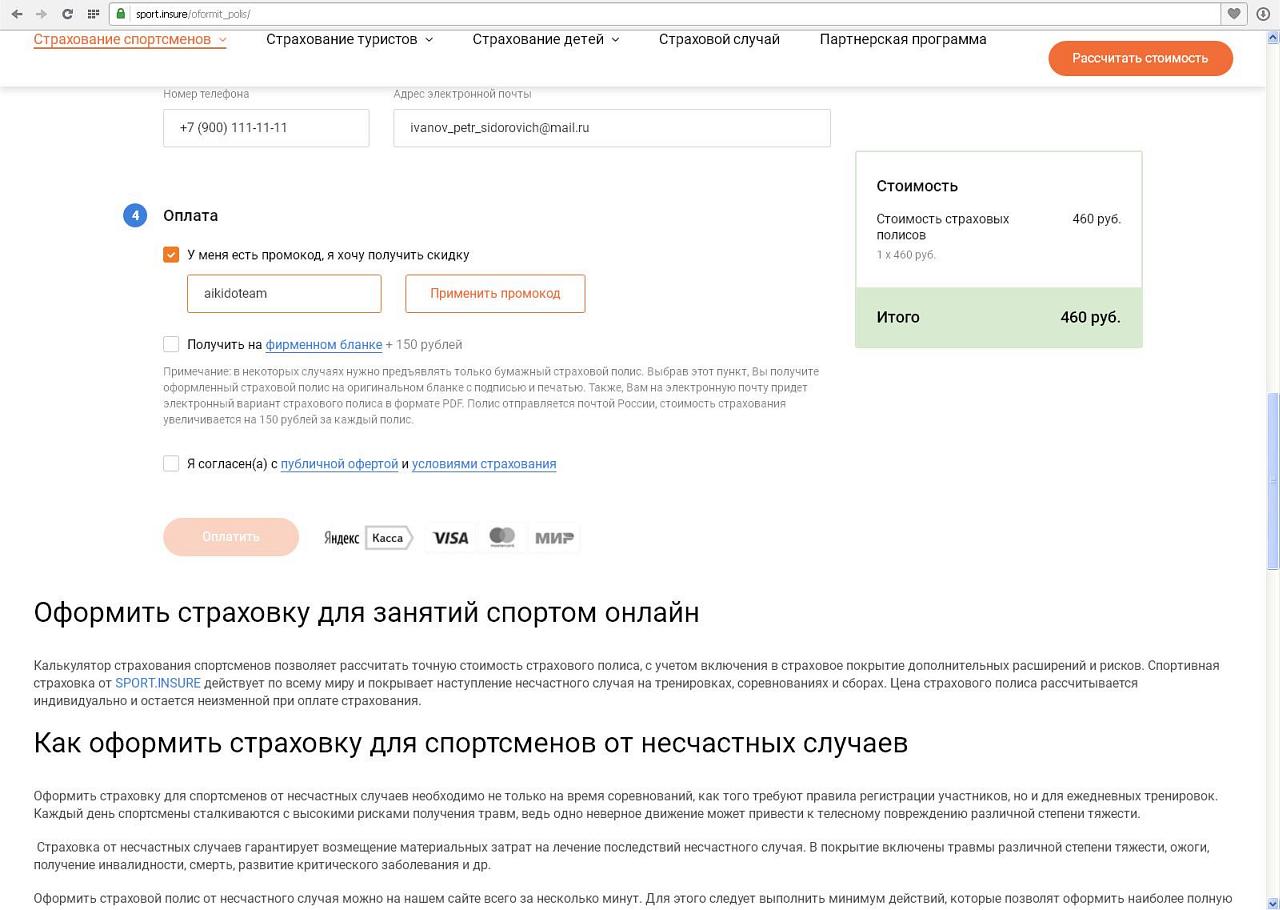 sport.insure/oformit_polis/
Страхование спортсменов Страхование туристов Страхование детей Страховой случай Партнерская программа
Рассчитать стоимость
Номер телефона Адрес электронной почты
+7 (900) 111-11-11 ivanov_petr_sidorovich@mail.ru
4 Оплата
У меня есть промокод, я хочу получить скидку
aikidoteam Применить промокод
Получить на фирменном бланке + 150 рублей
Примечание: в некоторых случаях нужно предъявлять только бумажный страховой полис. Выбрав этот пункт, Вы получите
оформленный страховой полис на оригинальном бланке с подписью и печатью. Также, Вам на электронную почту придет
электронный вариант страхового полиса в формате PDF. Полис отправляется почтой России, стоимость страхования
увеличивается на 150 рублей за каждый полис.
Я согласен(а) с публичной офертой и условиями страхования
Оплатить Яндекс Касса VISA mastercard МИР
Стоимость
Стоимость страховых 460 руб.
полисов
1 x 460 руб.
Итого 460 руб.
Оформить страховку для занятий спортом онлайн
Калькулятор страхования спортсменов позволяет рассчитать точную стоимость страхового полиса, с учетом включения в страховое покрытие дополнительных расширений и рисков. Спортивная
страховка от SPORT.INSURE действует по всему миру и покрывает наступление несчастного случая на тренировках, соревнованиях и сборах. Цена страхового полиса рассчитывается
индивидуально и остается неизменной при оплате страхования.
Как оформить страховку для спортсменов от несчастных случаев
Оформить страховку для спортсменов от несчастных случаев необходимо не только на время соревнований, как того требуют правила регистрации участников, но и для ежедневных тренировок.
Каждый день спортсмены сталкиваются с высокими рисками получения травм, ведь одно неверное движение может привести к телесному повреждению различной степени тяжести.
Страховка от несчастных случаев гарантирует возмещение материальных затрат на лечение последствий несчастного случая. В покрытие включены травмы различной степени тяжести, ожоги,
получение инвалидности, смерть, развитие критического заболевания и др.
Оформить страховой полис от несчастного случая можно на нашем сайте всего за несколько минут. Для этого следует выполнить минимум действий, которые позволят оформить наиболее полную